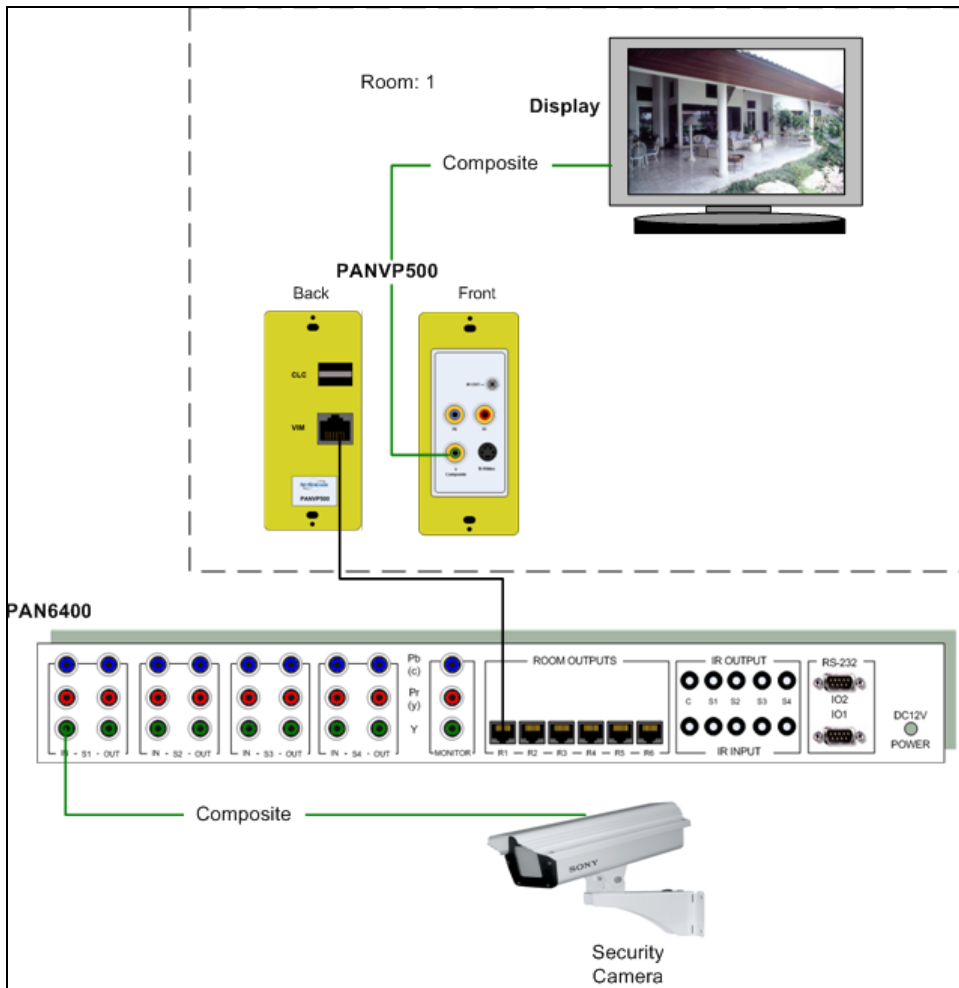 Room: 1
Display
Composite
PANVP500
Back
Front
CLC
VIM
PANVP500
Composite
S-Video
PAN6400
Pb
(c)
Pr
(y)
Y
IN + S1 - OUT
IN + S2 - OUT
IN + S3 - OUT
IN + S4 - OUT
MONITOR
ROOM OUTPUTS
R1
R2
R3
R4
R5
R6
IR OUTPUT
C
S1
S2
S3
S4
IR INPUT
RS-232
IO2
IO1
DC12V
POWER
Composite
SONY
Security
Camera